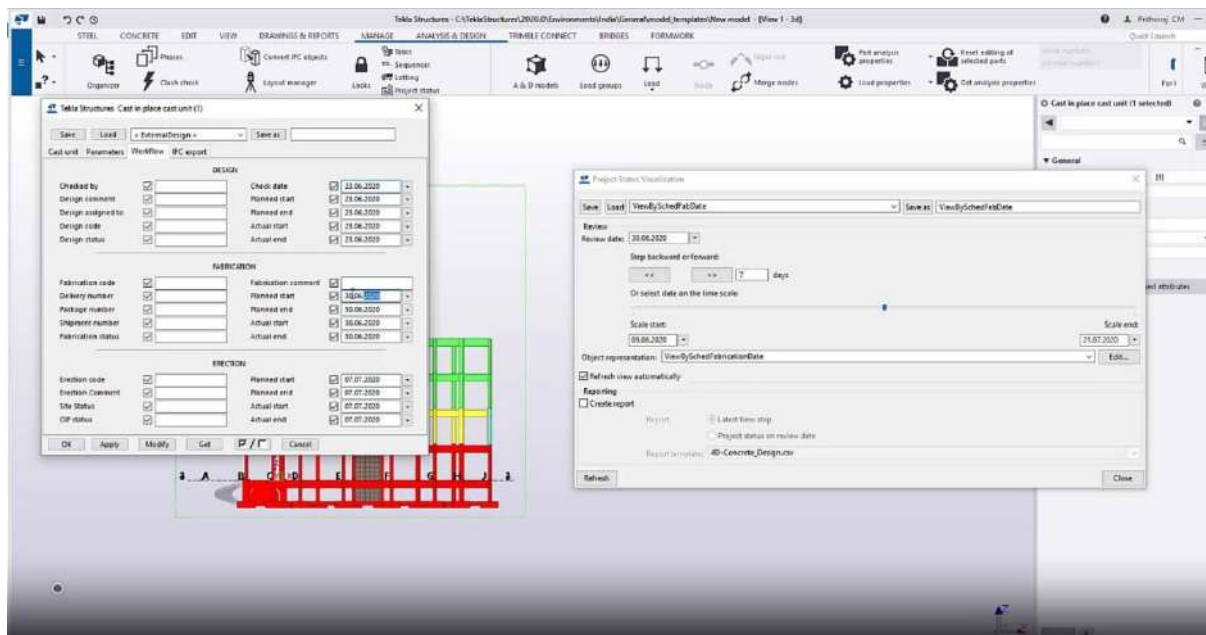 Tekla Structures - C:\TeklaStructures\2020.0\Environments\India\General\model_templates\New model - [View 1 - 3d]
Prithviraj CM
STEEL CONCRETE EDIT VIEW DRAWINGS & REPORTS MANAGE ANALYSIS & DESIGN TRIMBLE CONNECT BRIDGES FORMWORK
Quick Launch
Organizer
Phases
Clash check
Convert IFC objects
Layout manager
Locks
Tasks
Sequencer
Lotting
Project status
A & D models
Load groups
Load
Node
Rigid link
Merge nodes
Part analysis properties
Load properties
Reset editing of selected parts
Get analysis properties
Tekla Structures Cast in place cast unit (1)
Save Load < ExternalDesign > Save as
Cast unit Parameters Workflow IFC export
DESIGN
Checked by Check date 23.06.2020
Design comment Planned start 23.06.2020
Design assigned to Planned end 23.06.2020
Design code Actual start 23.06.2020
Design status Actual end 23.06.2020
FABRICATION
Fabrication code Fabrication comment
Delivery number Planned start 30.06.2020
Package number Planned end 30.06.2020
Shipment number Actual start 30.06.2020
Fabrication status Actual end 30.06.2020
ERECTION
Erection code Planned start 07.07.2020
Erection Comment Planned end 07.07.2020
Site Status Actual start 07.07.2020
CIP status Actual end 07.07.2020
OK Apply Modify Get Cancel
Project Status Visualization
Save Load ViewBySchedFabDate Save as ViewBySchedFabDate
Review
Review date: 30.06.2020
Step backward or forward:
<< >> 7 days
Or select date on the time scale:
Scale start: Scale end:
09.06.2020 21.07.2020
Object representation: ViewBySchedFabricationDate Edit...
Refresh view automatically
Reporting
Create report
Report: Latest time step
Project status on review date
Report template: 4D-Concrete_Design.csv
Refresh Close
Cast in place cast unit (1 selected)
General
[1]
ed attributes
3 A B C D E F G H J 3